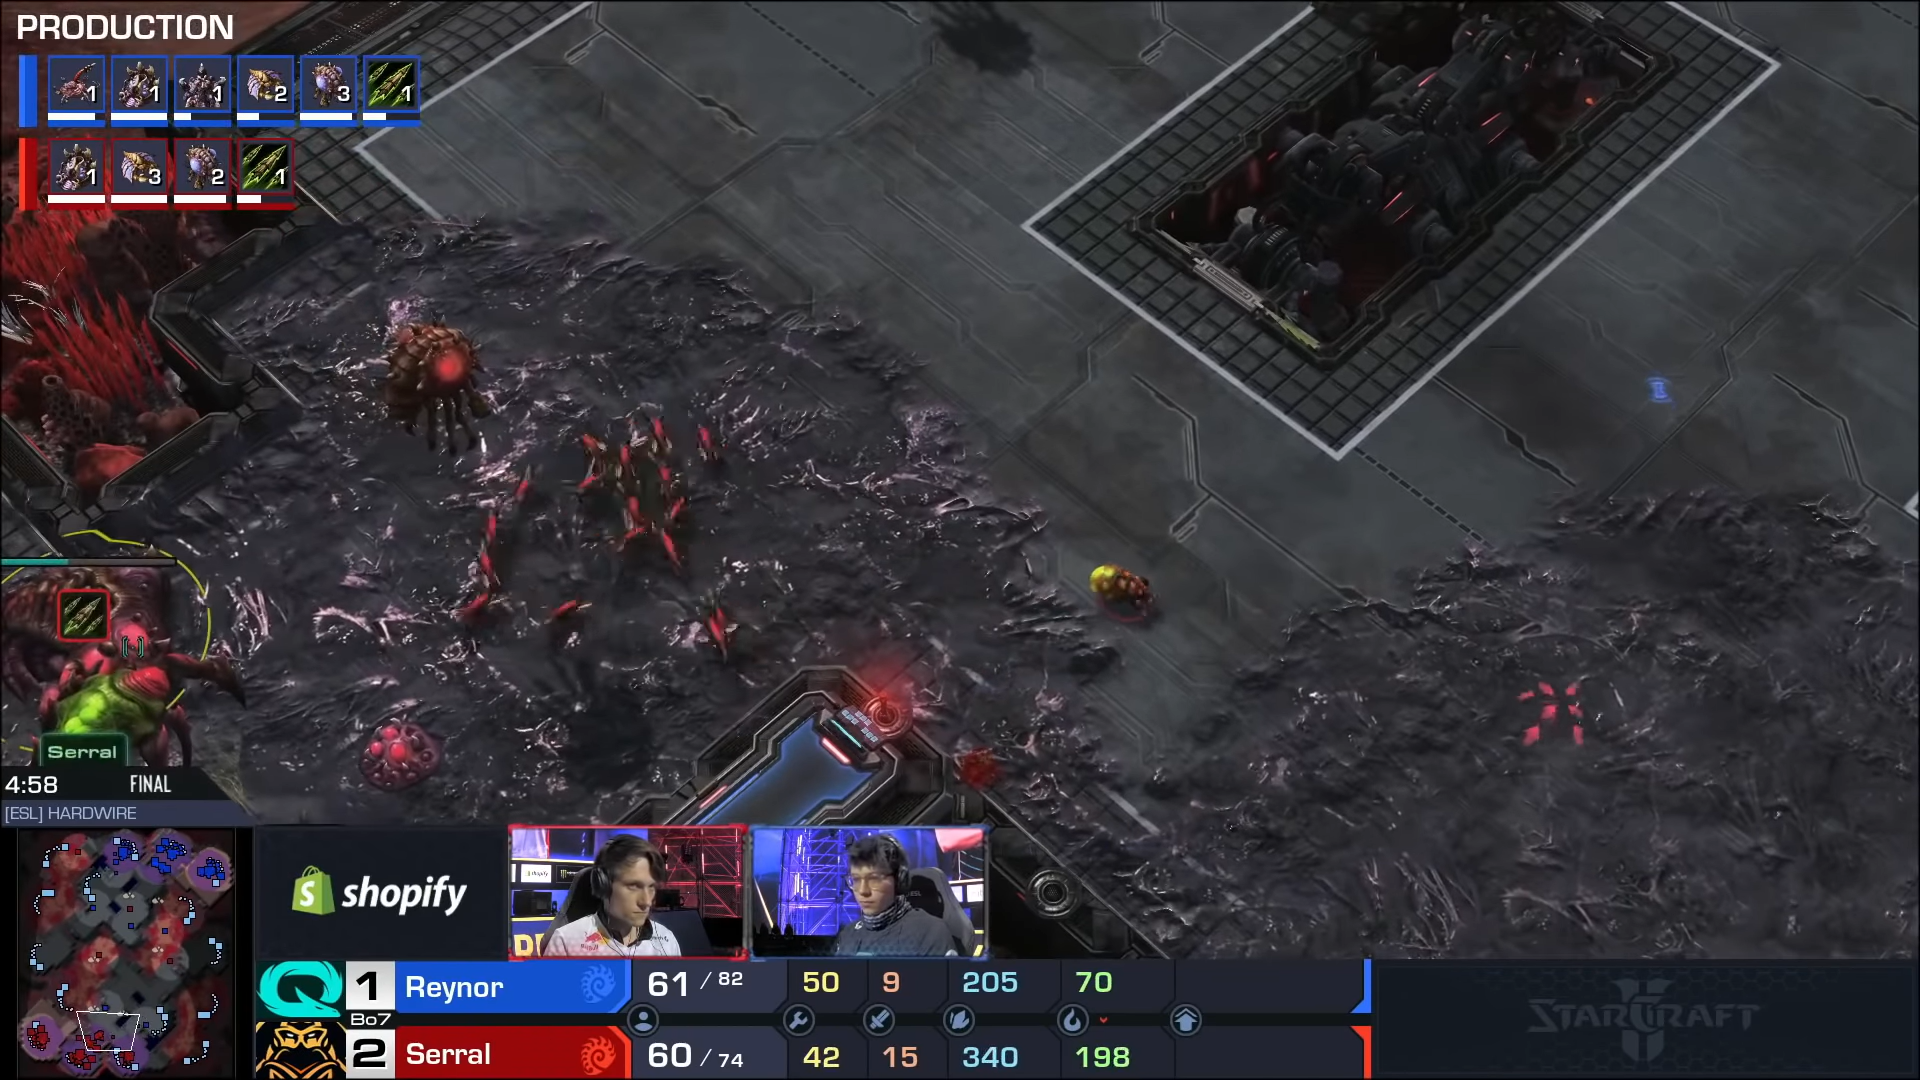 PRODUCTION
1 1 1 2 3 1
1 3 2 1
Serral
4:58 FINAL
[ESL] HARDWIRE
shopify
1 Reynor 61 / 82 50 9 205 70
Bo7
2 Serral 60 / 74 42 15 340 198
STARCRAFT
II